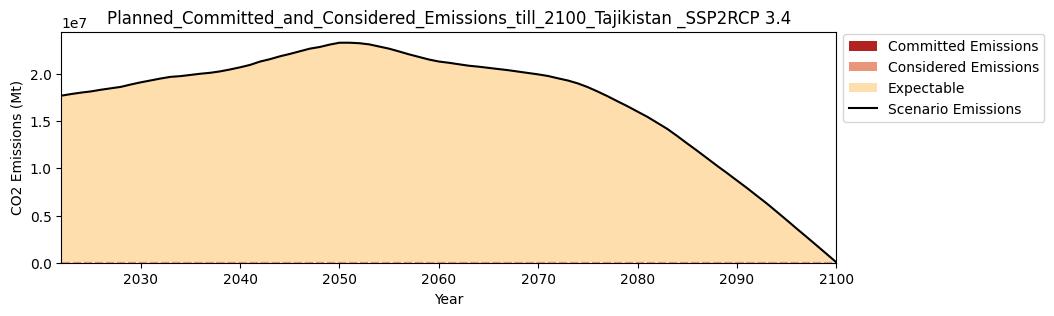 Planned_Committed_and_Considered_Emissions_till_2100_Tajikistan _SSP2RCP 3.4
1e7
CO2 Emissions (Mt)
2.0
1.5
1.0
0.5
0.0
2030 2040 2050 2060 2070 2080 2090 2100
Year
Committed Emissions
Considered Emissions
Expectable
Scenario Emissions